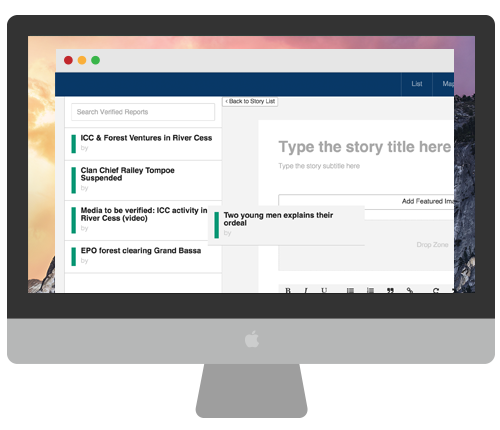 List
Ma
‹ Back to Story List
Search Verified Reports
ICC & Forest Ventures in River Cess
by
Clan Chief Railey Tompoe
Suspended
by
Media to be verified: ICC activity in
River Cess (video)
by
EPO forest clearing Grand Bassa
by
Two young men explains their
ordeal
by
Type the story title here
Type the story subtitle here
Add Featured Ima
Drop Zone
B I U